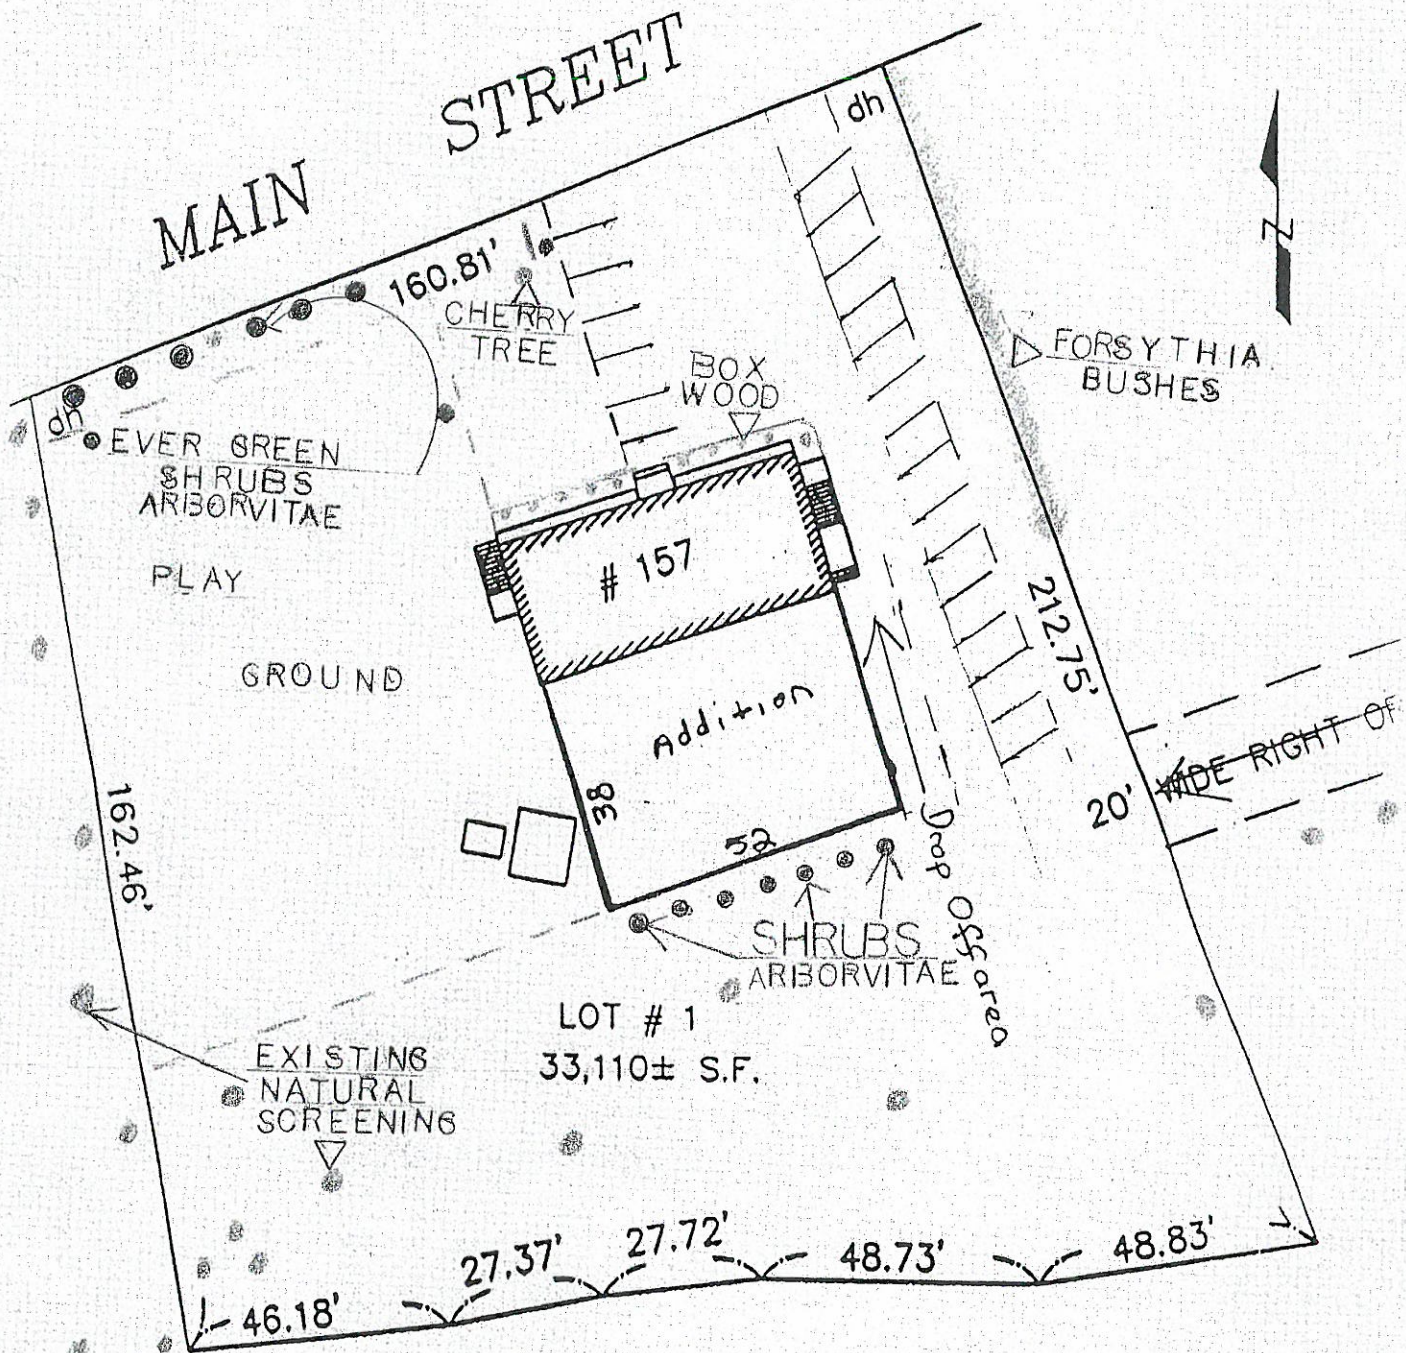 MAIN STREET
dh
160.81'
CHERRY
TREE
N
FORSYTHIA
BUSHES
BOX
WOOD
dh
EVER GREEN
SHRUBS
ARBORVITAE
PLAY
GROUND
# 157
212.75'
Addition
38
52
162.46'
20' WIDE RIGHT OF
Drop Off area
SHRUBS
ARBORVITAE
LOT # 1
33,110± S.F.
EXISTING
NATURAL
SCREENING
46.18'
27.37'
27.72'
48.73'
48.83'